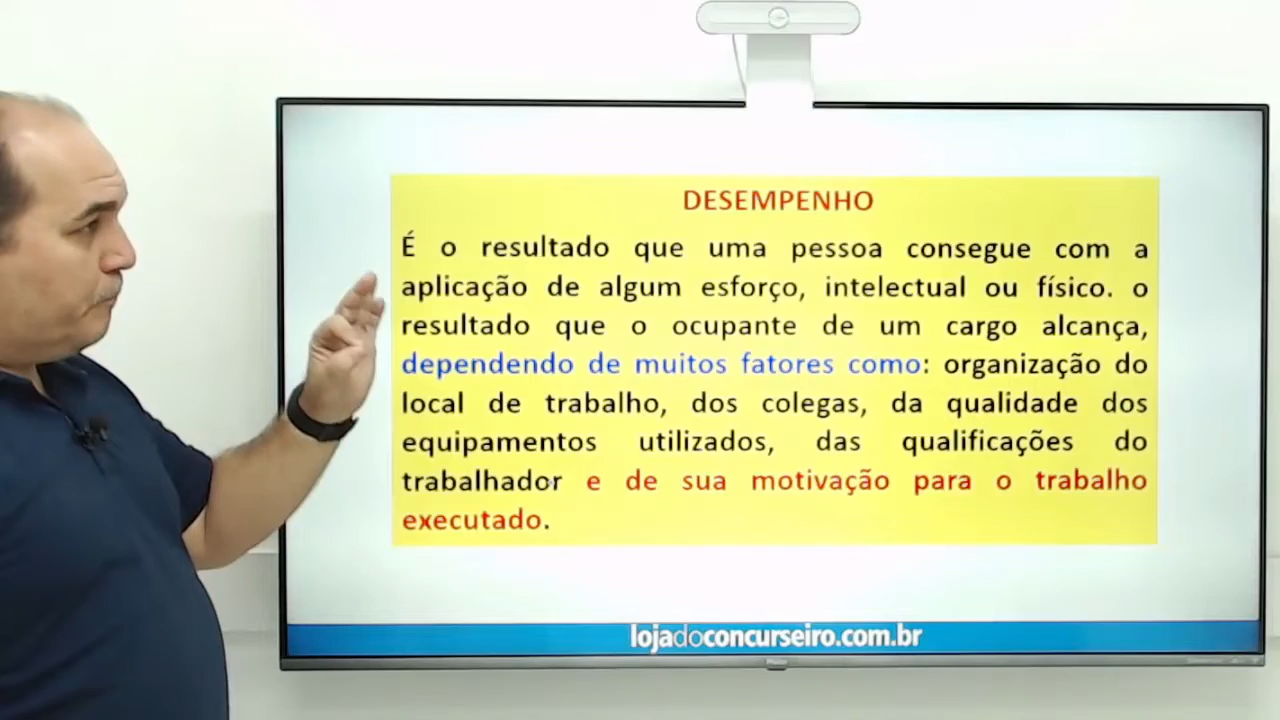 DESEMPENHO
É o resultado que uma pessoa consegue com a
aplicação de algum esforço, intelectual ou físico. o
resultado que o ocupante de um cargo alcança,
dependendo de muitos fatores como: organização do
local de trabalho, dos colegas, da qualidade dos
equipamentos utilizados, das qualificações do
trabalhador e de sua motivação para o trabalho
executado.
lojadoconcurseiro.com.br